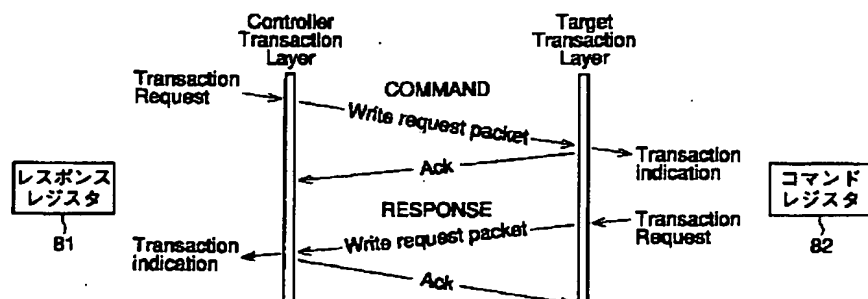 Controller
Transaction
Layer
Target
Transaction
Layer
Transaction
Request
COMMAND
Write request packet
Transaction
indication
Ack
レスポンス
レジスタ
81
コマンド
レジスタ
82
RESPONSE
Transaction
Request
Write request packet
Transaction
indication
Ack